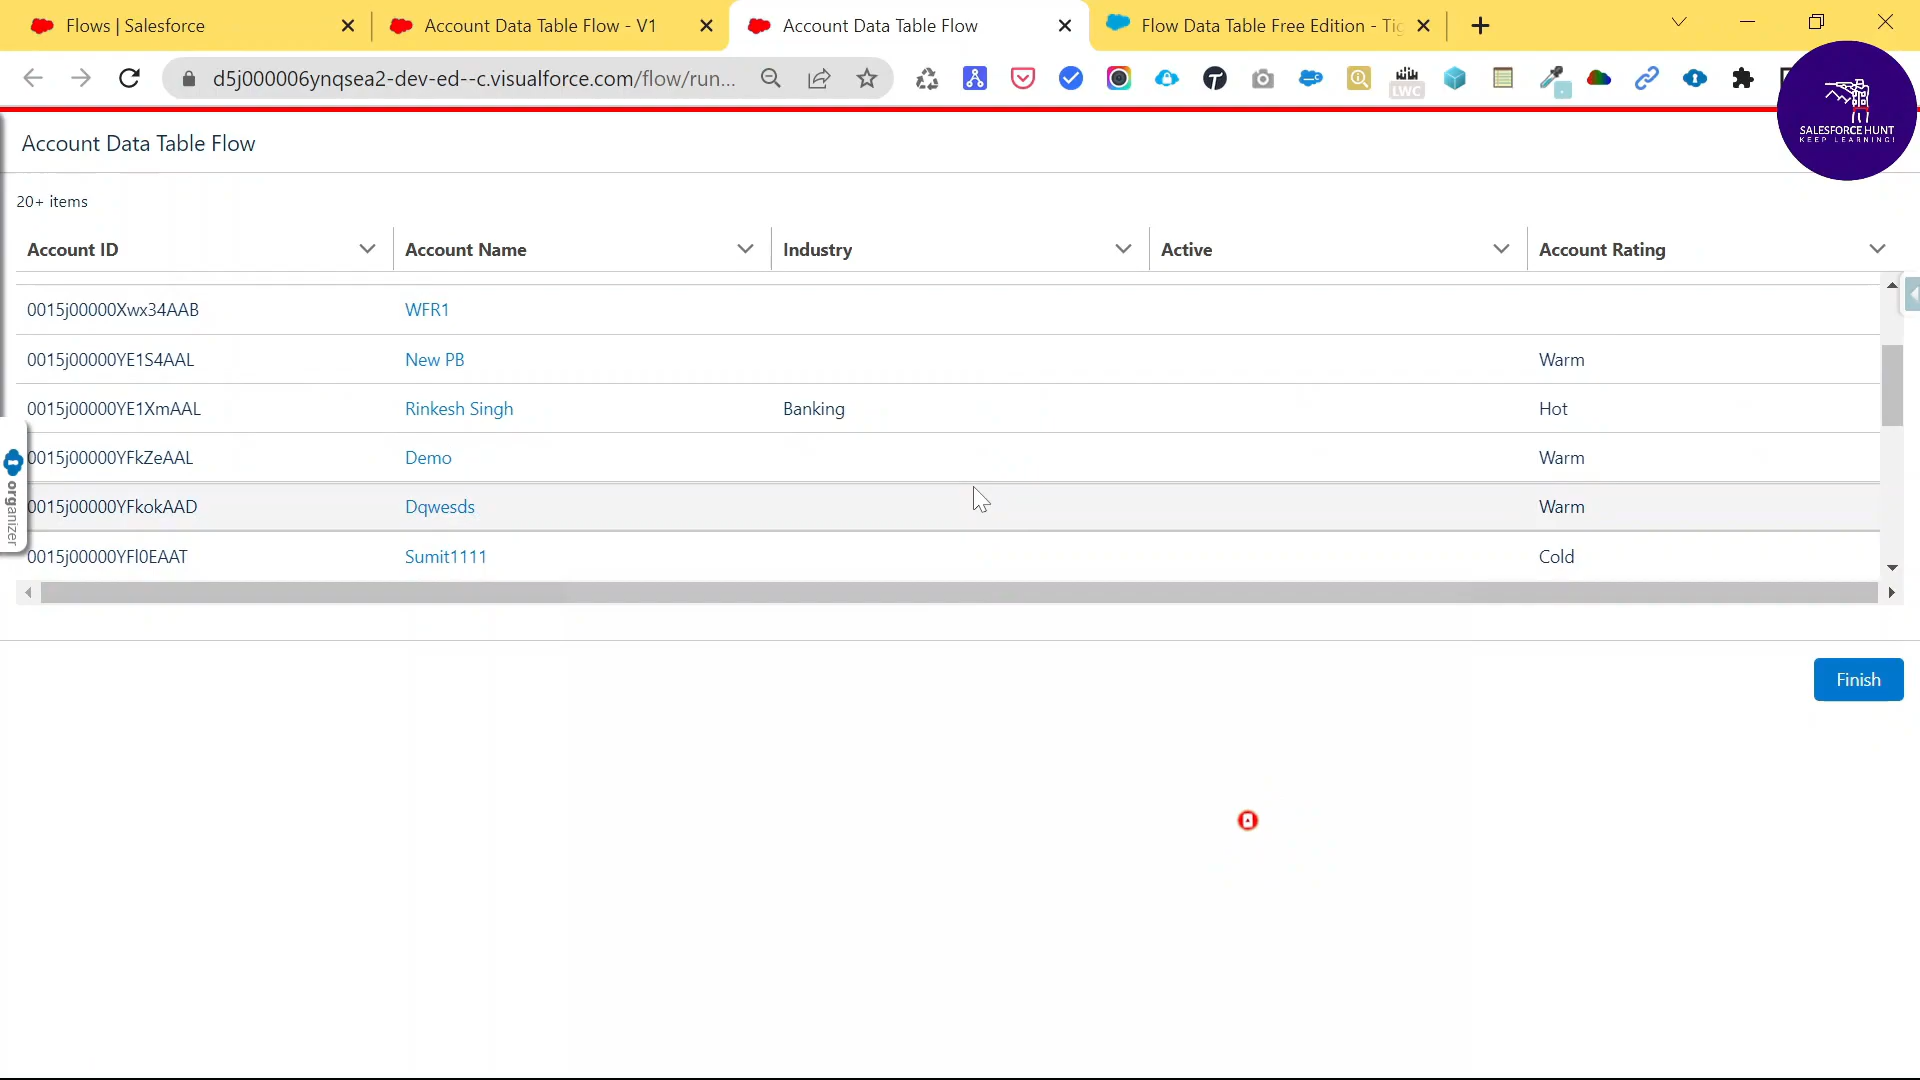 Flows | Salesforce
Account Data Table Flow - V1
Account Data Table Flow
Flow Data Table Free Edition - Tig
d5j000006ynqsea2-dev-ed--c.visualforce.com/flow/run...
LWC
SALESFORCE HUNT
KEEP LEARNING!
Account Data Table Flow
20+ items
Account ID Account Name Industry Active Account Rating
0015j00000Xwx34AAB WFR1
0015j00000YE1S4AAL New PB Warm
0015j00000YE1XmAAL Rinkesh Singh Banking Hot
0015j00000YFkZeAAL Demo Warm
0015j00000YFkokAAD Dqwesds Warm
0015j00000YFl0EAAT Sumit1111 Cold
organizer
Finish